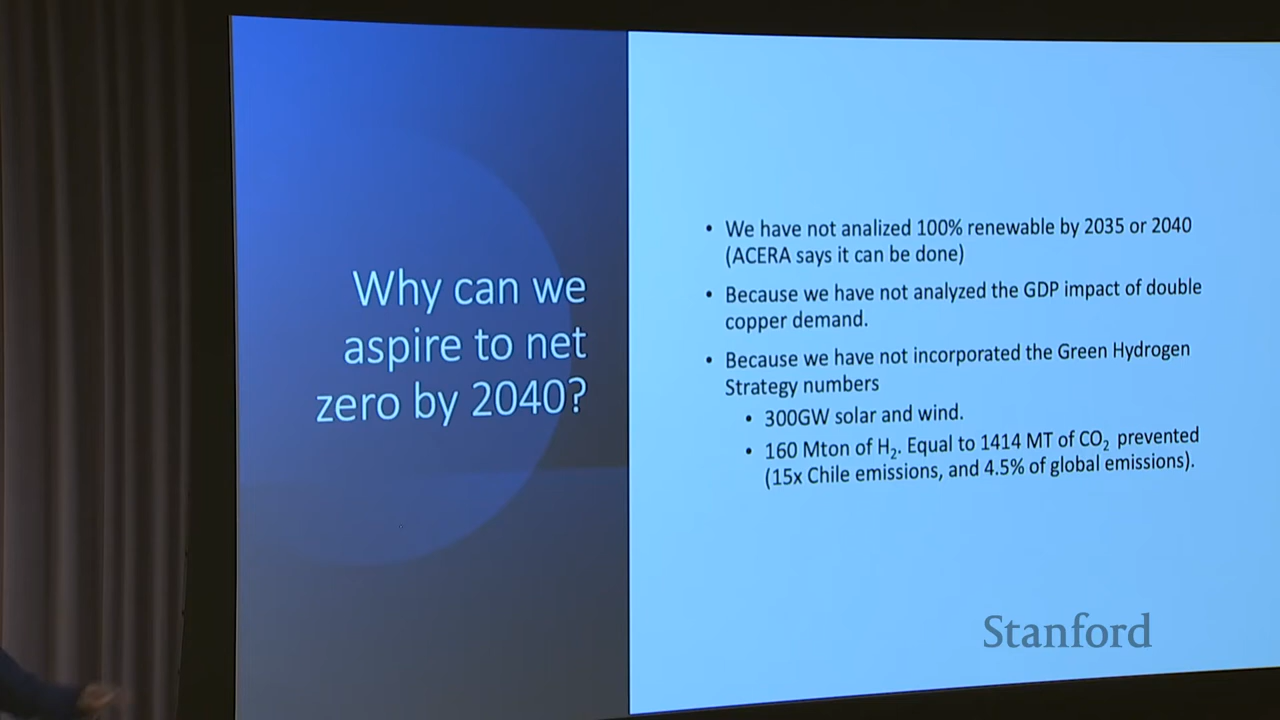 Why can we
aspire to net
zero by 2040?
• We have not analized 100% renewable by 2035 or 2040
(ACERA says it can be done)
• Because we have not analyzed the GDP impact of double
copper demand.
• Because we have not incorporated the Green Hydrogen
Strategy numbers
• 300GW solar and wind.
• 160 Mton of H₂. Equal to 1414 MT of CO₂ prevented
(15x Chile emissions, and 4.5% of global emissions).
Stanford